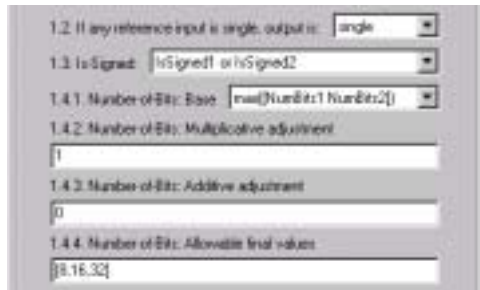 1.2. If any reference input is single, output is: single
1.3. Is-Signed: IsSigned1 or IsSigned2
1.4.1. Number-of-Bits: Base max([NumBits1 NumBits2])
1.4.2. Number-of-Bits: Multiplicative adjustment
1
1.4.3. Number-of-Bits: Additive adjustment
0
1.4.4. Number-of-Bits: Allowable final values
[8,16,32]